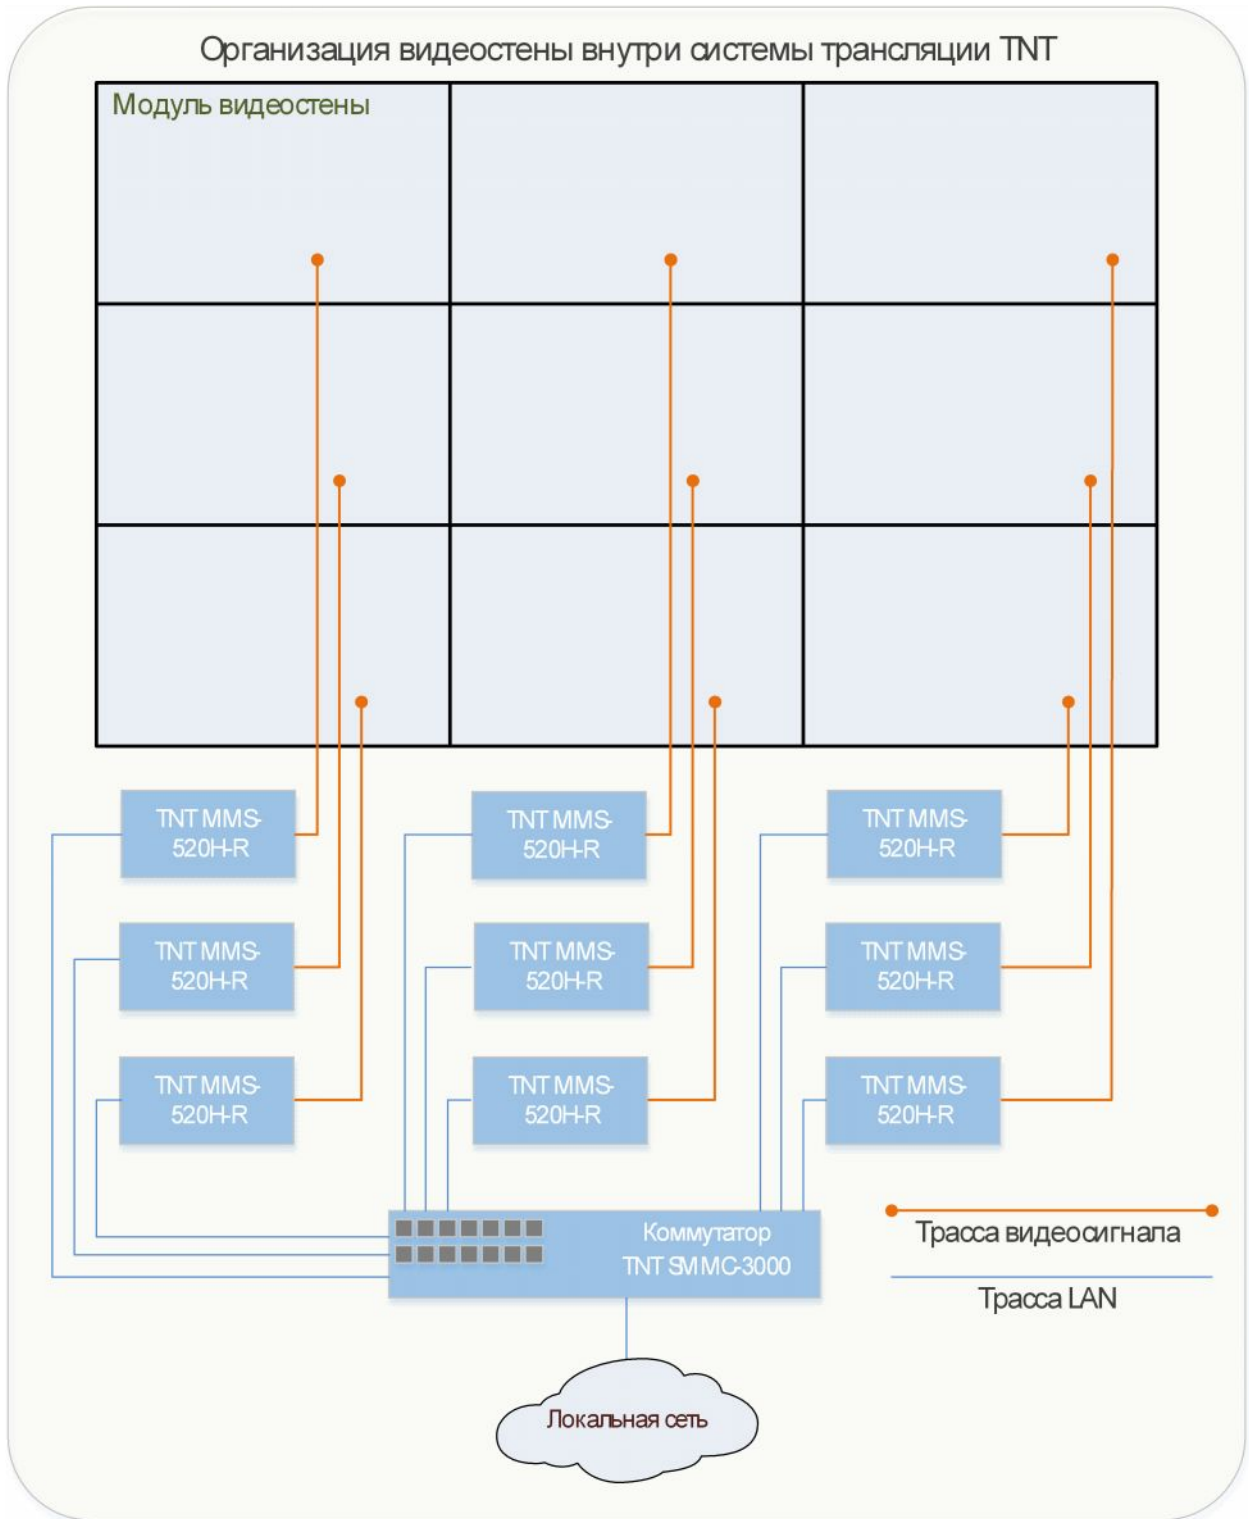 Организация видеостены внутри системы трансляции TNT
Модуль видеостены
TNT MMS-
520H-R
TNT MMS-
520H-R
TNT MMS-
520H-R
TNT MMS-
520H-R
TNT MMS-
520H-R
TNT MMS-
520H-R
TNT MMS-
520H-R
TNT MMS-
520H-R
TNT MMS-
520H-R
Коммутатор
TNT SMMC-3000
Трасса видеосигнала
Трасса LAN
Локальная сеть